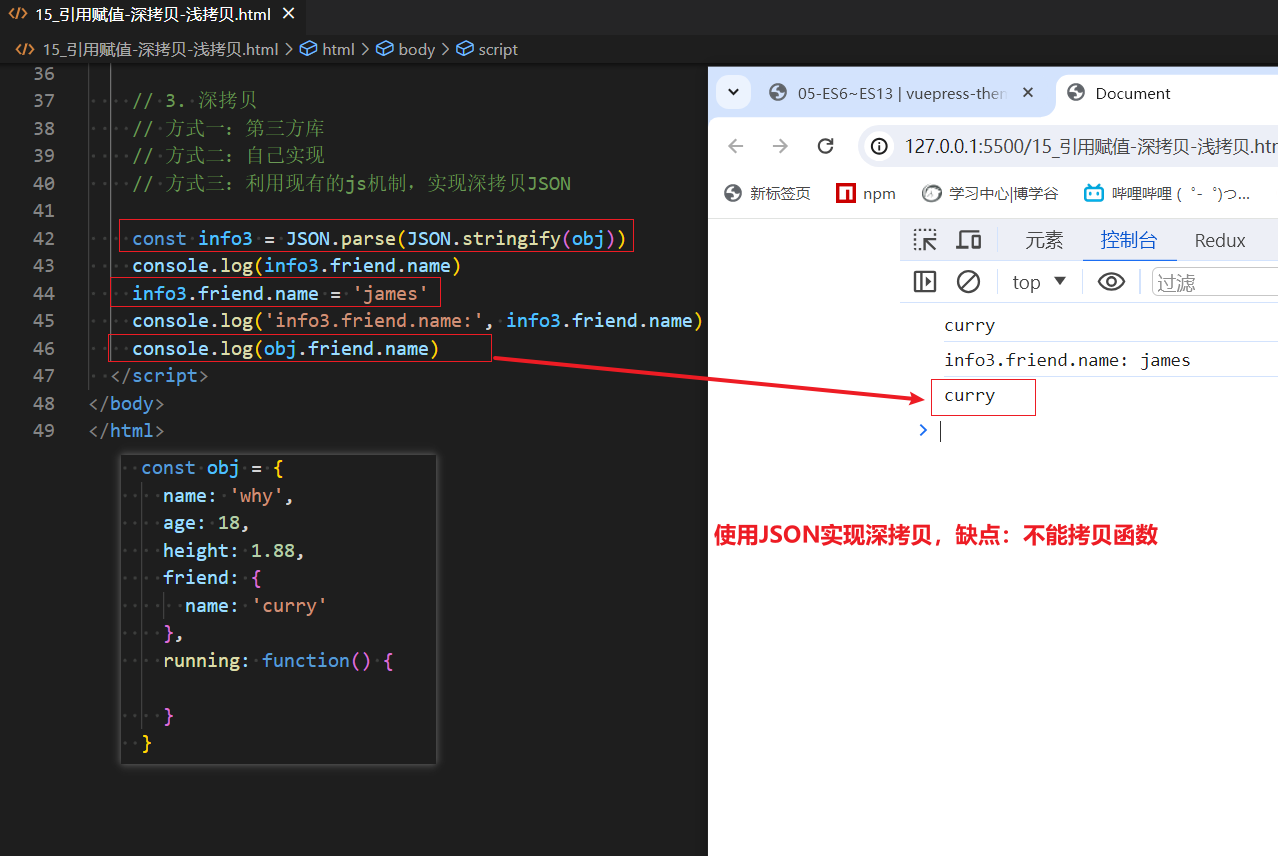 15_引用赋值-深拷贝-浅拷贝.html
15_引用赋值-深拷贝-浅拷贝.html > html > body > script
36
37 // 3. 深拷贝
38 // 方式一：第三方库
39 // 方式二：自己实现
40 // 方式三：利用现有的js机制，实现深拷贝JSON
41
42 const info3 = JSON.parse(JSON.stringify(obj))
43 console.log(info3.friend.name)
44 info3.friend.name = 'james'
45 console.log('info3.friend.name:', info3.friend.name)
46 console.log(obj.friend.name)
47 </script>
48 </body>
49 </html>
const obj = {
name: 'why',
age: 18,
height: 1.88,
friend: {
name: 'curry'
},
running: function() {
}
}
05-ES6~ES13 | vuepress-then
Document
127.0.0.1:5500/15_引用赋值-深拷贝-浅拷贝.htm
新标签页 npm 学习中心|博学谷 哔哩哔哩 (゜-゜)つ...
元素 控制台 Redux
top 过滤
curry
info3.friend.name: james
curry
使用JSON实现深拷贝，缺点：不能拷贝函数